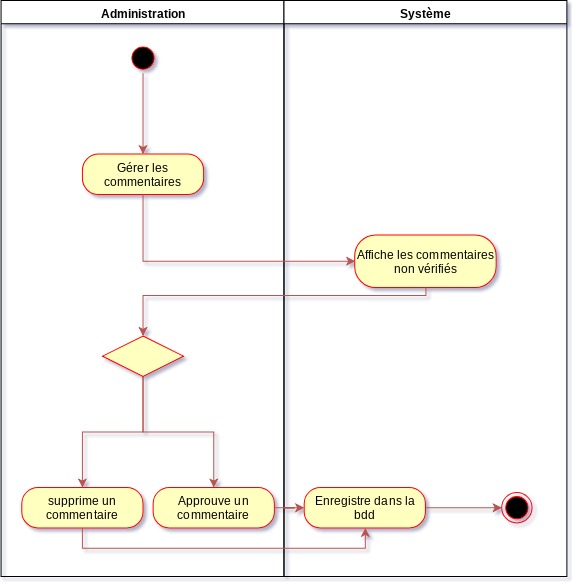 Administration
Système
Gérer les
commentaires
Affiche les commentaires
non vérifiés
supprime un
commentaire
Approuve un
commentaire
Enregistre dans la
bdd